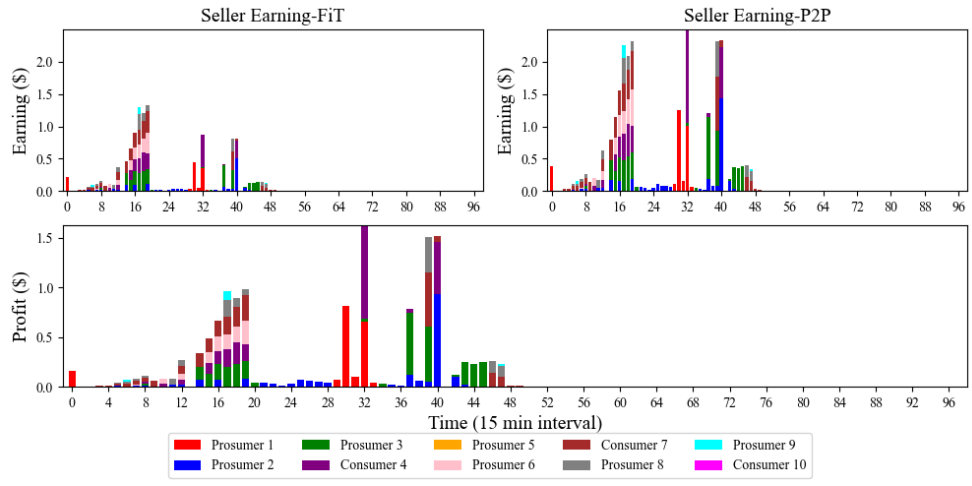 Seller Earning-FiT
Seller Earning-P2P
Earning ($)
2.0
1.5
1.0
0.5
0.0
0 8 16 24 32 40 48 56 64 72 80 88 96
Earning ($)
2.0
1.5
1.0
0.5
0.0
0 8 16 24 32 40 48 56 64 72 80 88 96
Profit ($)
1.5
1.0
0.5
0.0
0 4 8 12 16 20 24 28 32 36 40 44 48 52 56 60 64 68 72 76 80 84 88 92 96
Time (15 min interval)
Prosumer 1 Prosumer 3 Prosumer 5 Consumer 7 Prosumer 9
Prosumer 2 Consumer 4 Prosumer 6 Prosumer 8 Consumer 10